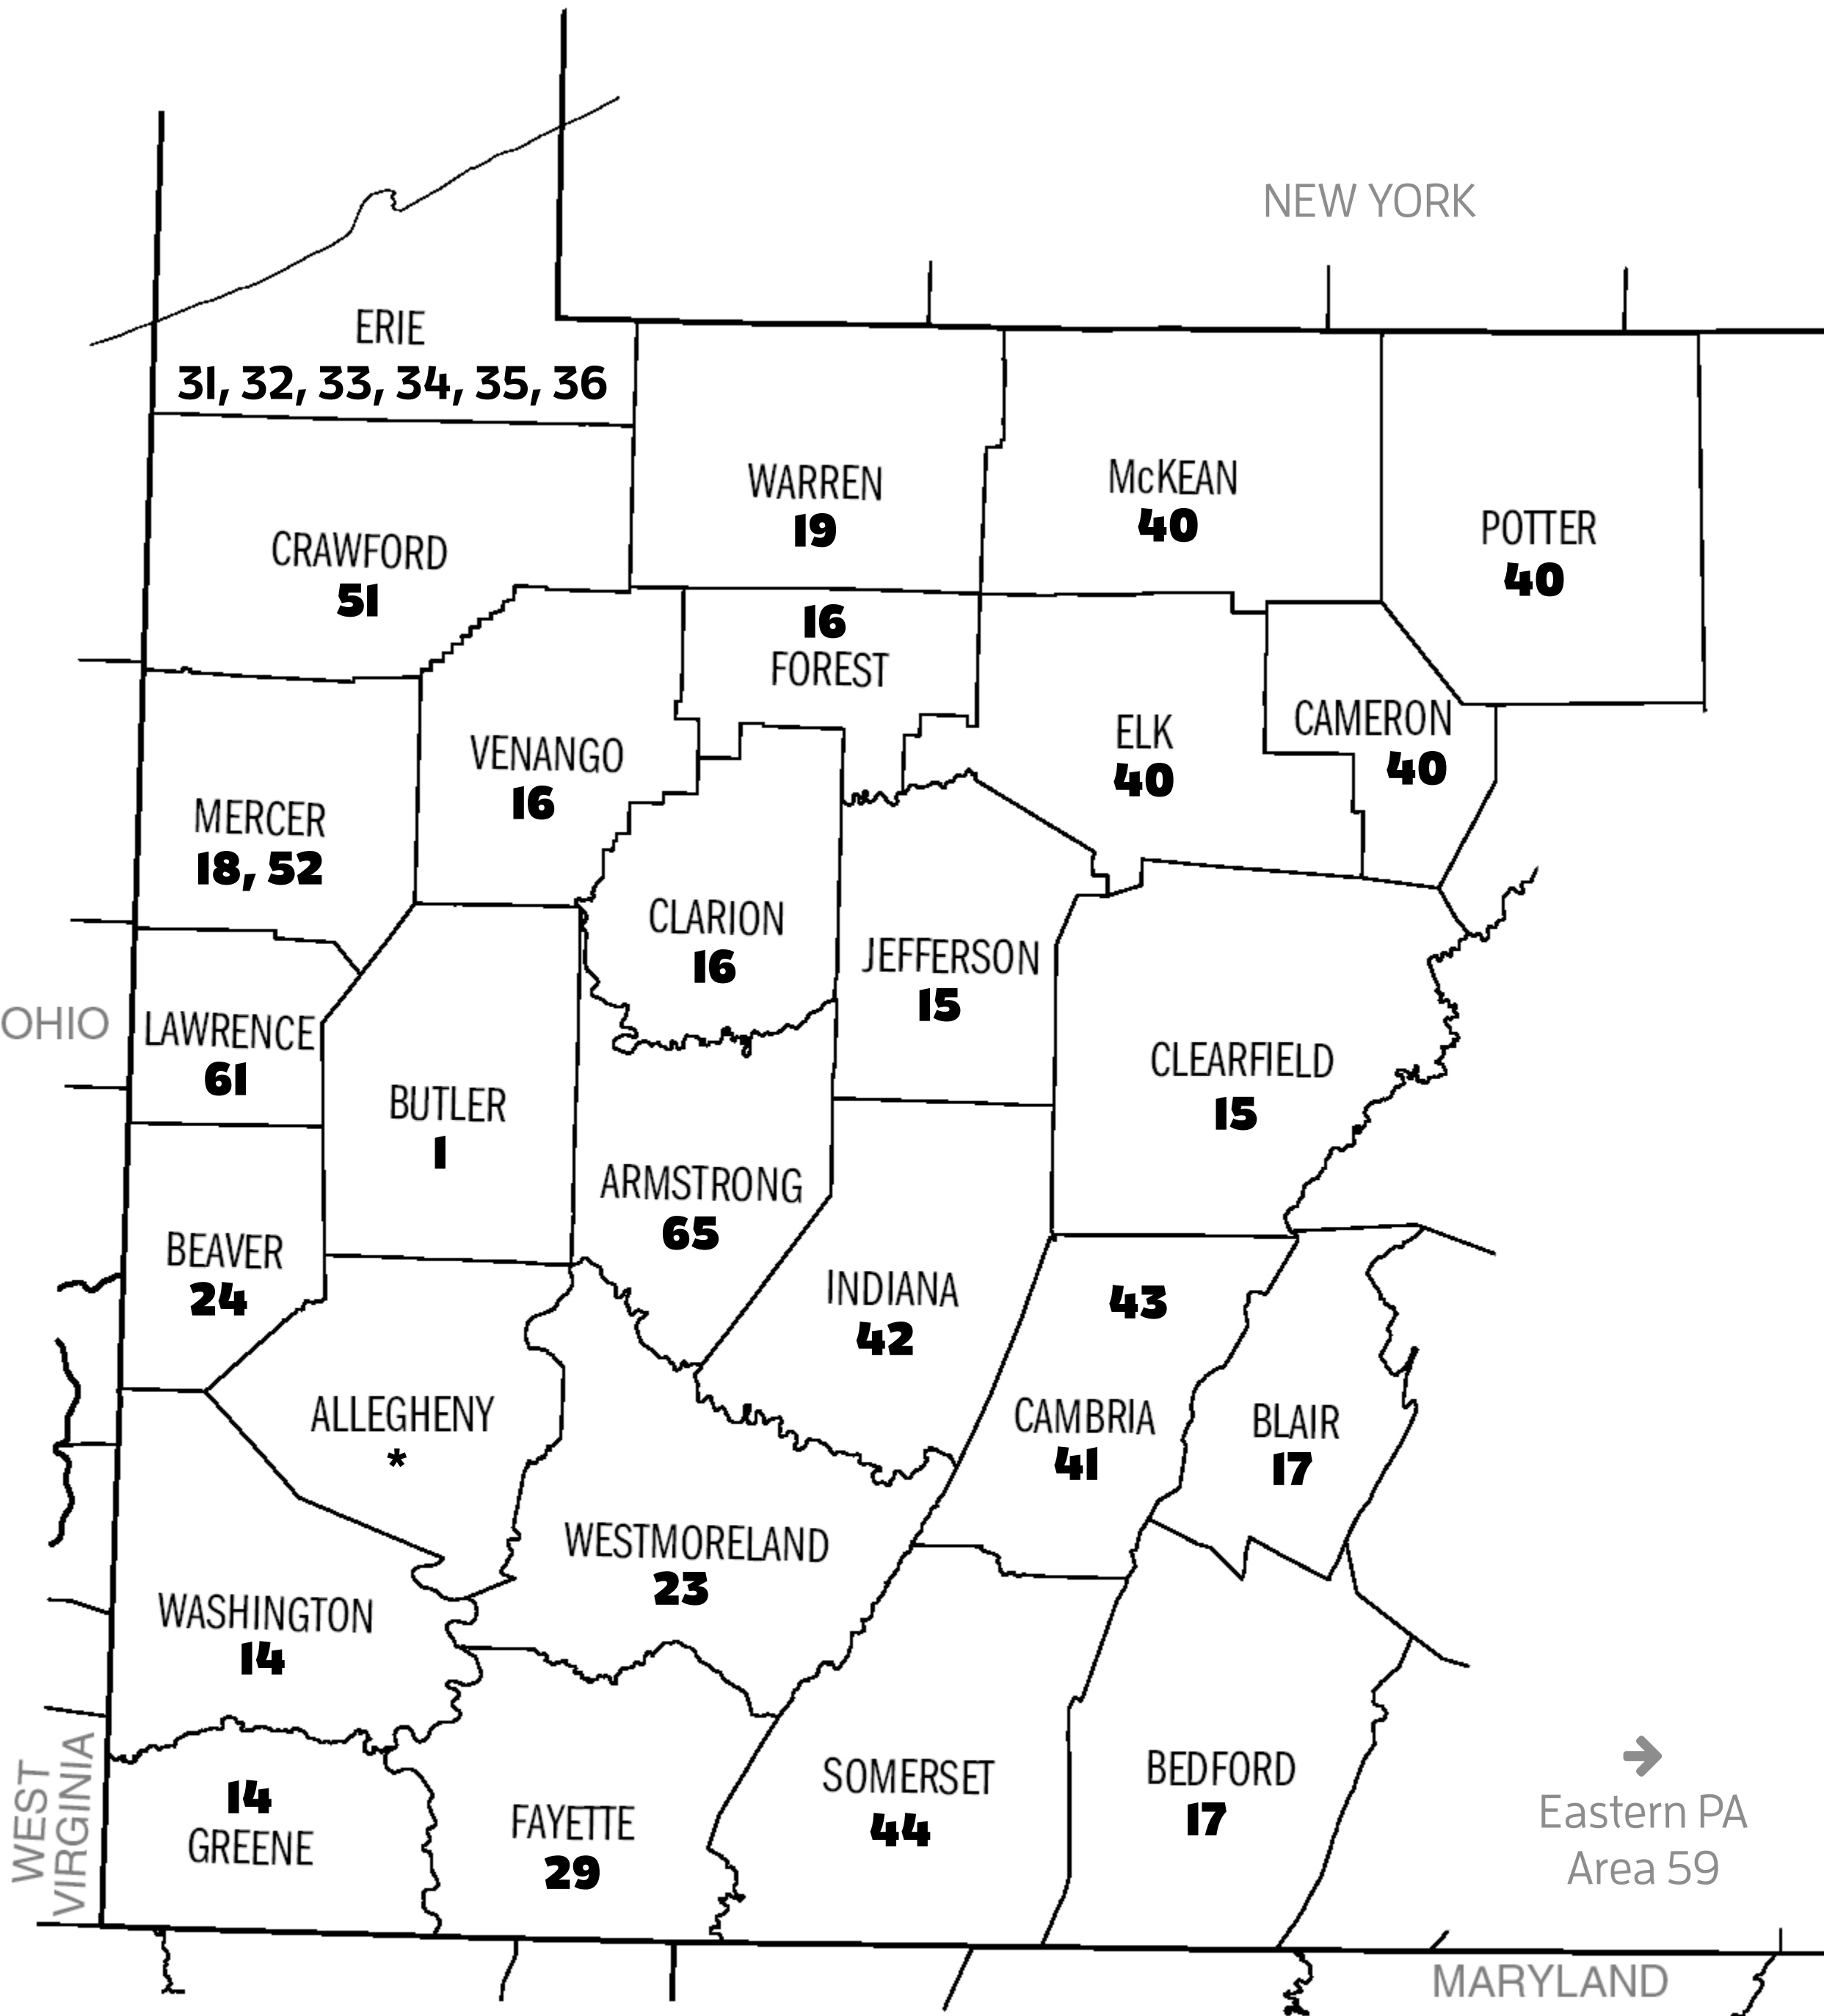 NEW YORK
ERIE
31, 32, 33, 34, 35, 36
WARREN
19
McKEAN
40
POTTER
40
CRAWFORD
51
16
FOREST
VENANGO
16
ELK
40
CAMERON
40
MERCER
18, 52
CLARION
16
JEFFERSON
15
OHIO
LAWRENCE
61
CLEARFIELD
15
BUTLER
1
ARMSTRONG
65
BEAVER
24
INDIANA
42
43
CAMBRIA
41
BLAIR
17
ALLEGHENY
*
WESTMORELAND
23
WASHINGTON
14
WEST
VIRGINIA
14
GREENE
FAYETTE
29
SOMERSET
44
BEDFORD
17
→
Eastern PA
Area 59
MARYLAND